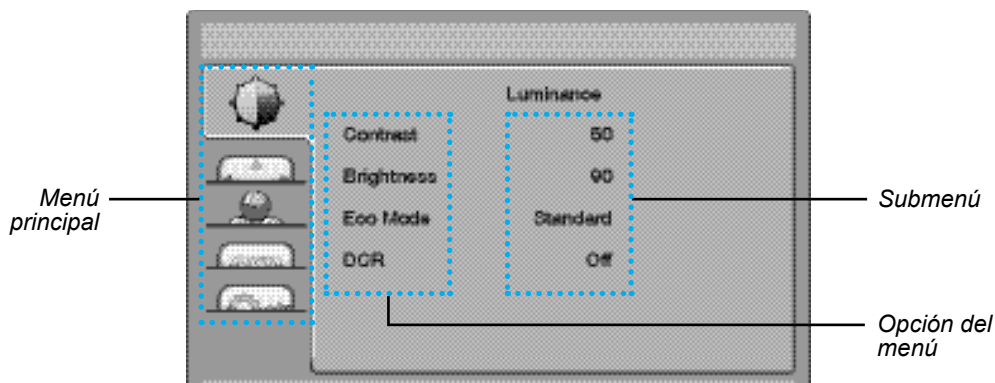 Luminance
Contrast 50
Brightness 90
Eco Mode Standard
DCR Off
Menú
principal
Submenú
Opción del
menú